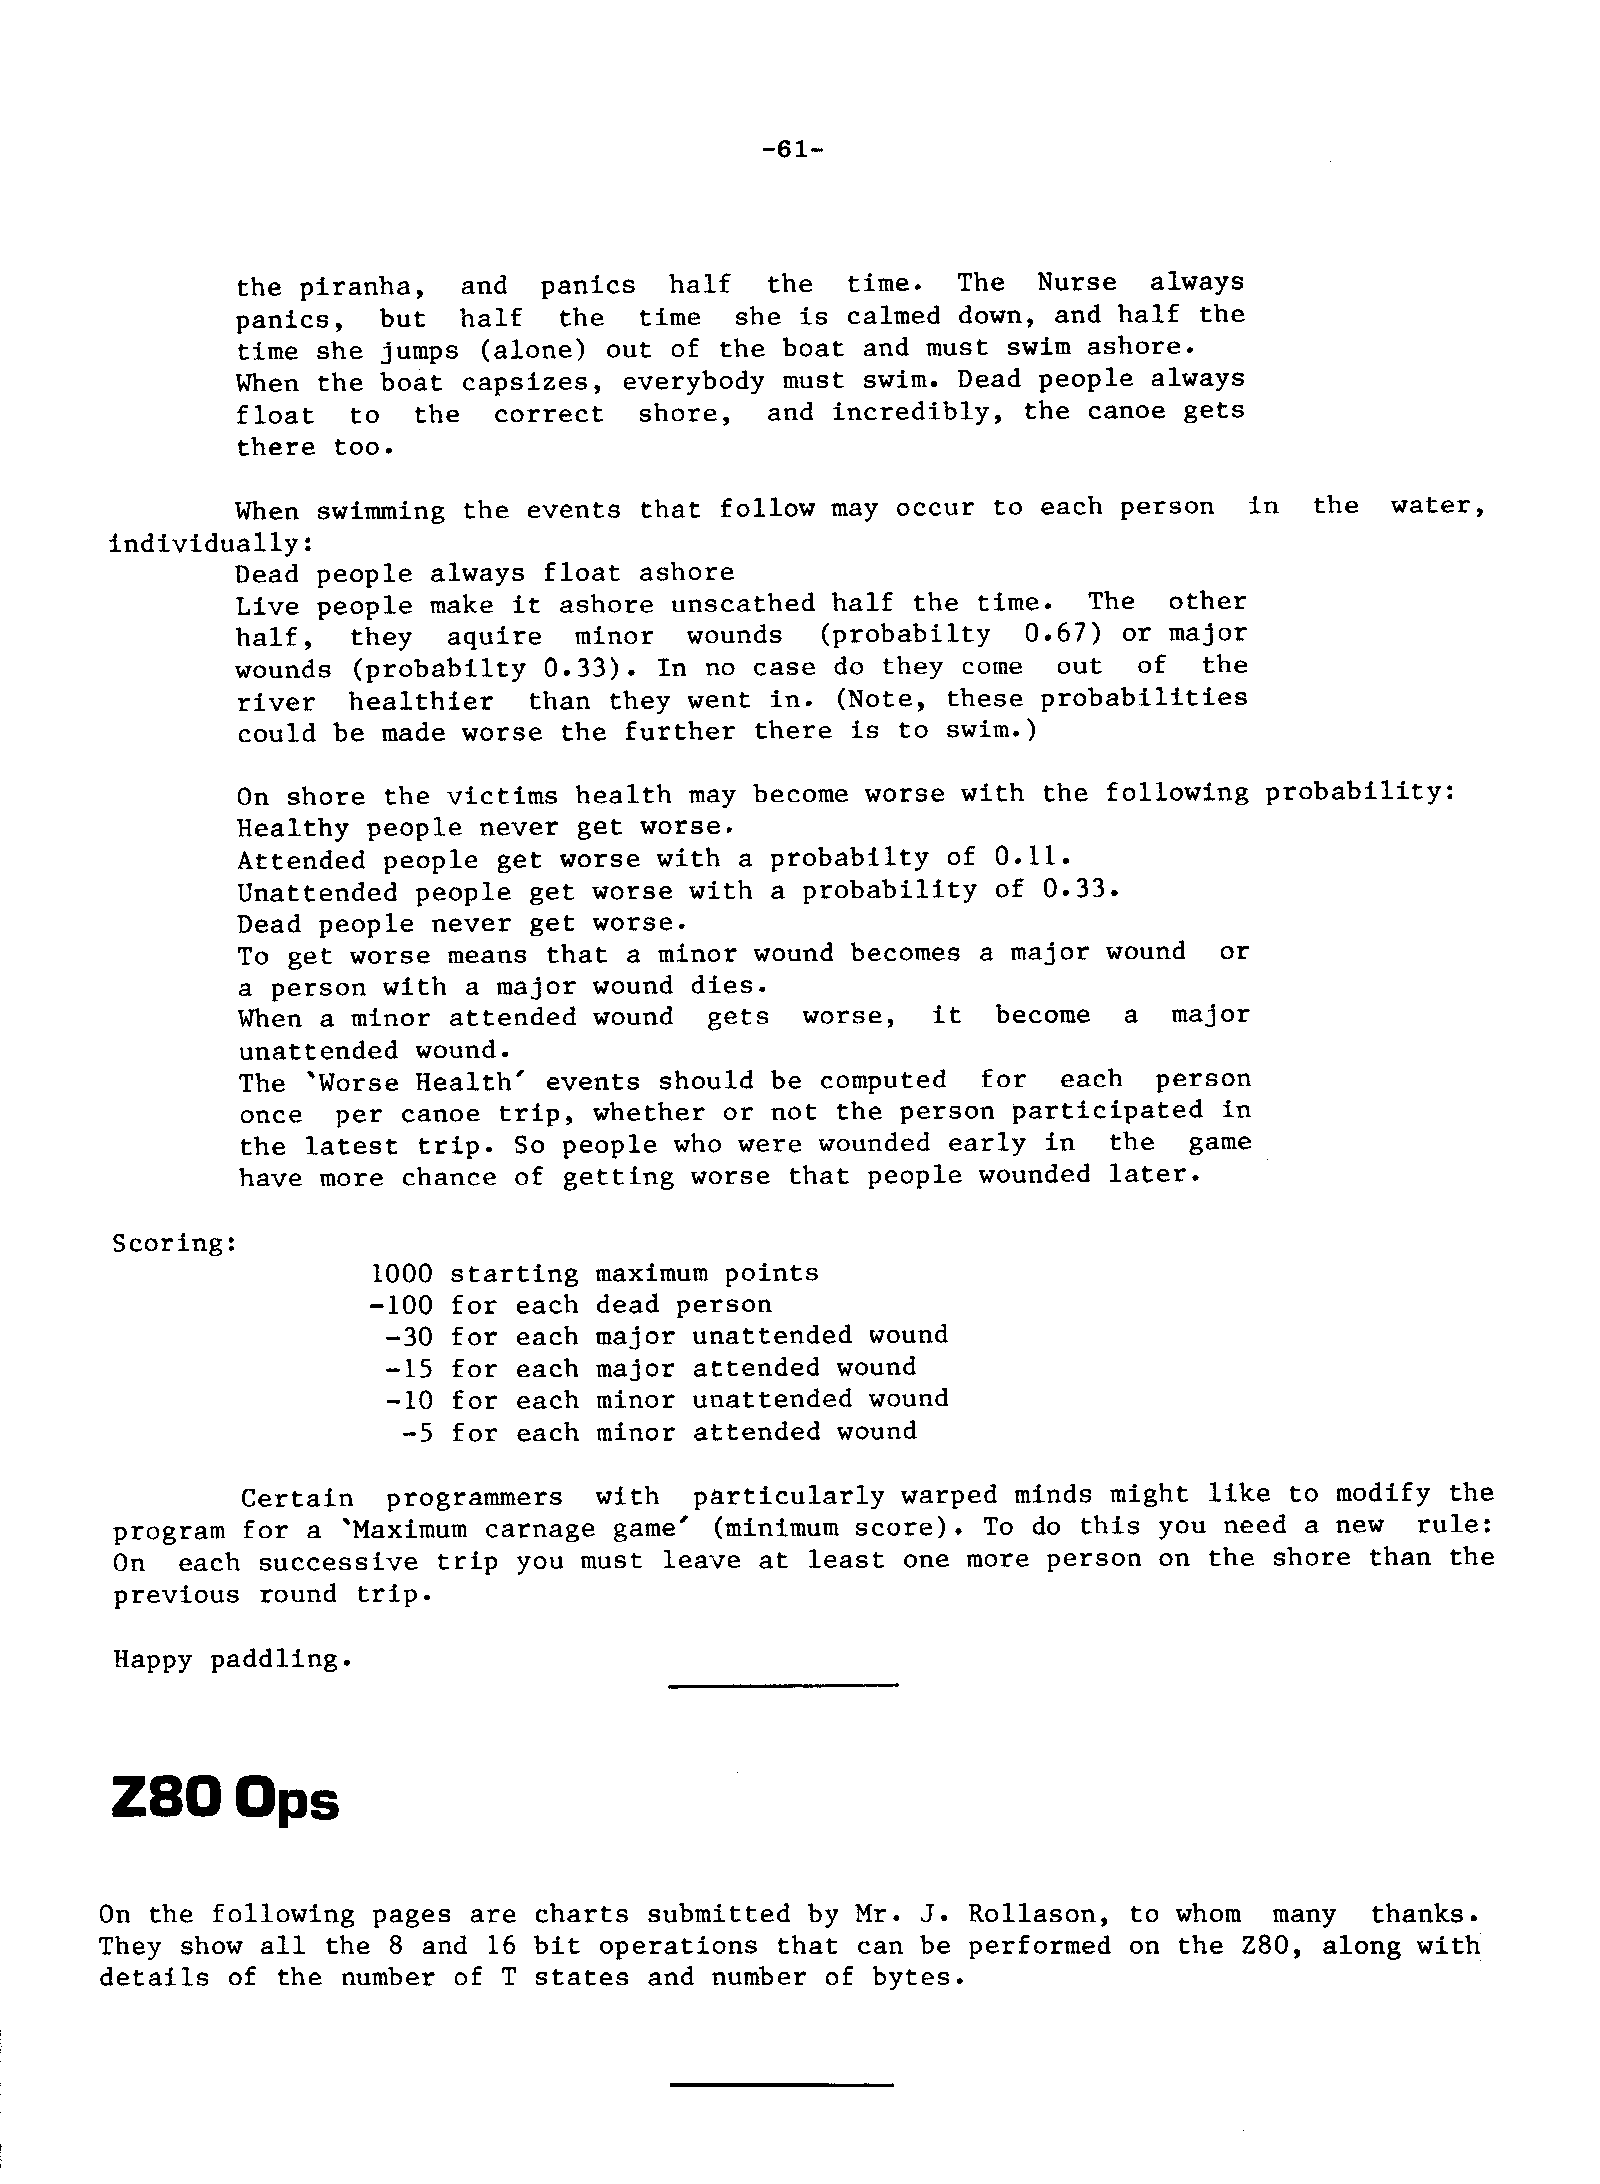 -61-
the piranha, and panics half the time. The Nurse always
panics, but half the time she is calmed down, and half the
time she jumps (alone) out of the boat and must swim ashore.
When the boat capsizes, everybody must swim. Dead people always
float to the correct shore, and incredibly, the canoe gets
there too.
When swimming the events that follow may occur to each person in the water,
individually:
Dead people always float ashore
Live people make it ashore unscathed half the time. The other
half, they aquire minor wounds (probabilty 0.67) or major
wounds (probabilty 0.33). In no case do they come out of the
river healthier than they went in. (Note, these probabilities
could be made worse the further there is to swim.)
On shore the victims health may become worse with the following probability:
Healthy people never get worse.
Attended people get worse with a probabilty of 0.11.
Unattended people get worse with a probability of 0.33.
Dead people never get worse.
To get worse means that a minor wound becomes a major wound or
a person with a major wound dies.
When a minor attended wound gets worse, it become a major
unattended wound.
The `Worse Health´ events should be computed for each person
once per canoe trip, whether or not the person participated in
the latest trip. So people who were wounded early in the game
have more chance of getting worse that people wounded later.
Scoring:
1000 starting maximum points
-100 for each dead person
-30 for each major unattended wound
-15 for each major attended wound
-10 for each minor unattended wound
-5 for each minor attended wound
Certain programmers with particularly warped minds might like to modify the
program for a `Maximum carnage game´ (minimum score). To do this you need a new rule:
On each successive trip you must leave at least one more person on the shore than the
previous round trip.
Happy paddling.
Z80 Ops
On the following pages are charts submitted by Mr. J. Rollason, to whom many thanks.
They show all the 8 and 16 bit operations that can be performed on the Z80, along with
details of the number of T states and number of bytes.